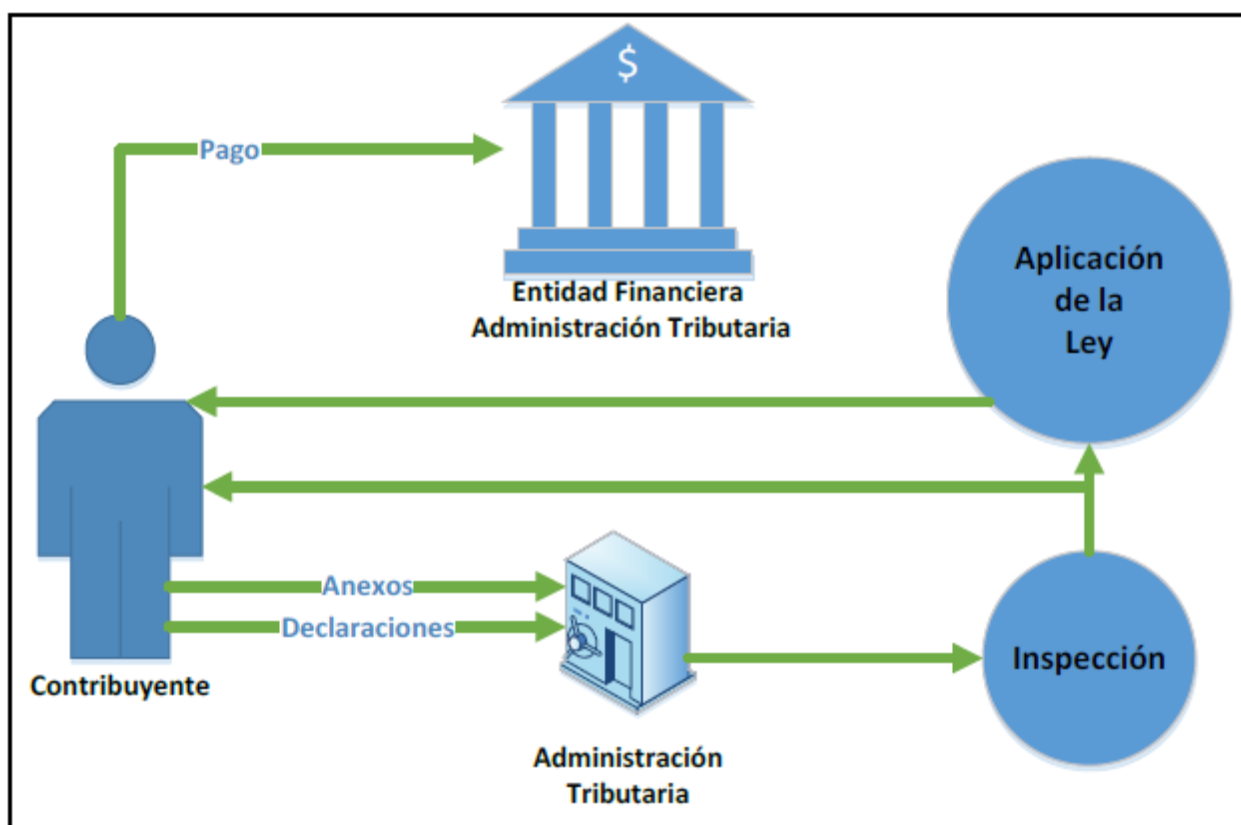 $
Pago
Entidad Financiera
Administración Tributaria
Aplicación
de la
Ley
Anexos
Declaraciones
Contribuyente
Inspección
Administración
Tributaria